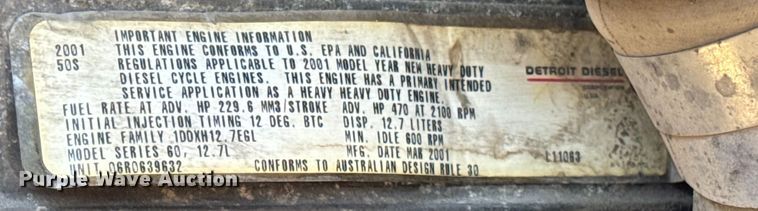 IMPORTANT ENGINE INFORMATION
2001 THIS ENGINE CONFORMS TO U.S. EPA AND CALIFORNIA
50S REGULATIONS APPLICABLE TO 2001 MODEL YEAR NEW HEAVY DUTY
DIESEL CYCLE ENGINES. THIS ENGINE HAS A PRIMARY INTENDED
SERVICE APPLICATION AS A HEAVY HEAVY DUTY ENGINE.
DETROIT DIESEL
CORPORATION
FUEL RATE AT ADV. HP 229.6 MM3/STROKE ADV. HP 470 AT 2100 RPM
INITIAL INJECTION TIMING 12 DEG. BTC DISP. 12.7 LITERS
ENGINE FAMILY 1DDXH12.7EGL MIN. IDLE 600 RPM
MODEL SERIES 60, 12.7L MFG. DATE MAR 2001 L11063
UNIT 06R0639632 CONFORMS TO AUSTRALIAN DESIGN RULE 30
Purple Wave Auction